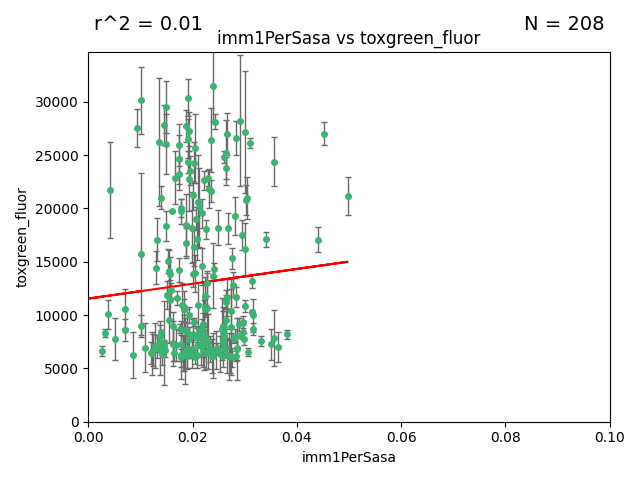 r^2 = 0.01
N = 208
imm1PerSasa vs toxgreen_fluor
30000
25000
20000
15000
10000
5000
0
toxgreen_fluor
0.00 0.02 0.04 0.06 0.08 0.10
imm1PerSasa